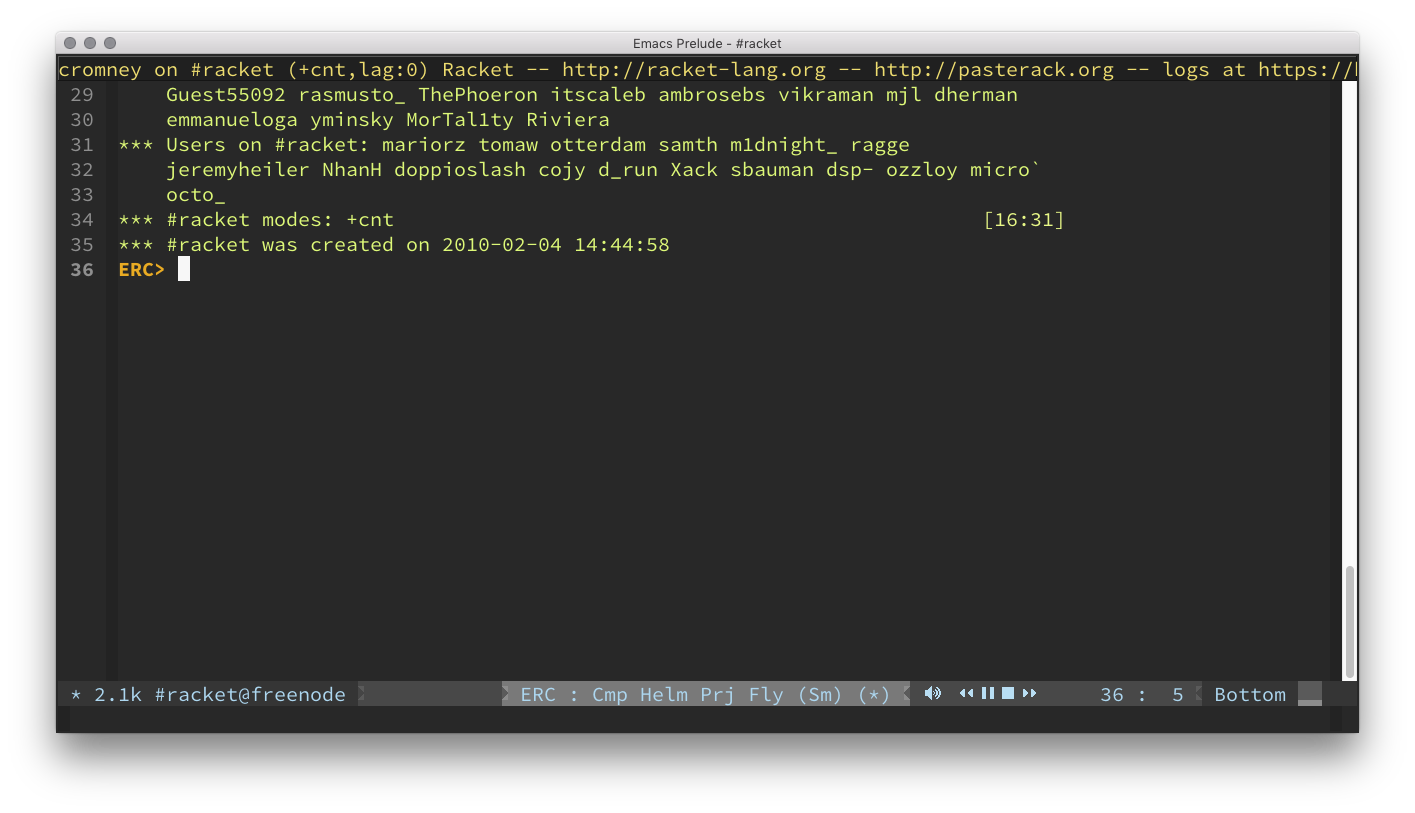 Emacs Prelude - #racket
cromney on #racket (+cnt,lag:0) Racket -- http://racket-lang.org -- http://pasterack.org -- logs at https://
29 Guest55092 rasmusto_ ThePhoeron itscaleb ambrosebs vikraman mjl dherman
30 emmanueloga yminsky MorTal1ty Riviera
31 *** Users on #racket: mariorz tomaw otterdam samth m1dnight_ ragge
32 jeremyheiler NhanH doppioslash cojy d_run Xack sbauman dsp- ozzloy micro`
33 octo_
34 *** #racket modes: +cnt [16:31]
35 *** #racket was created on 2010-02-04 14:44:58
36 ERC>
* 2.1k #racket@freenode ERC : Cmp Helm Prj Fly (Sm) (*) 36 : 5 Bottom